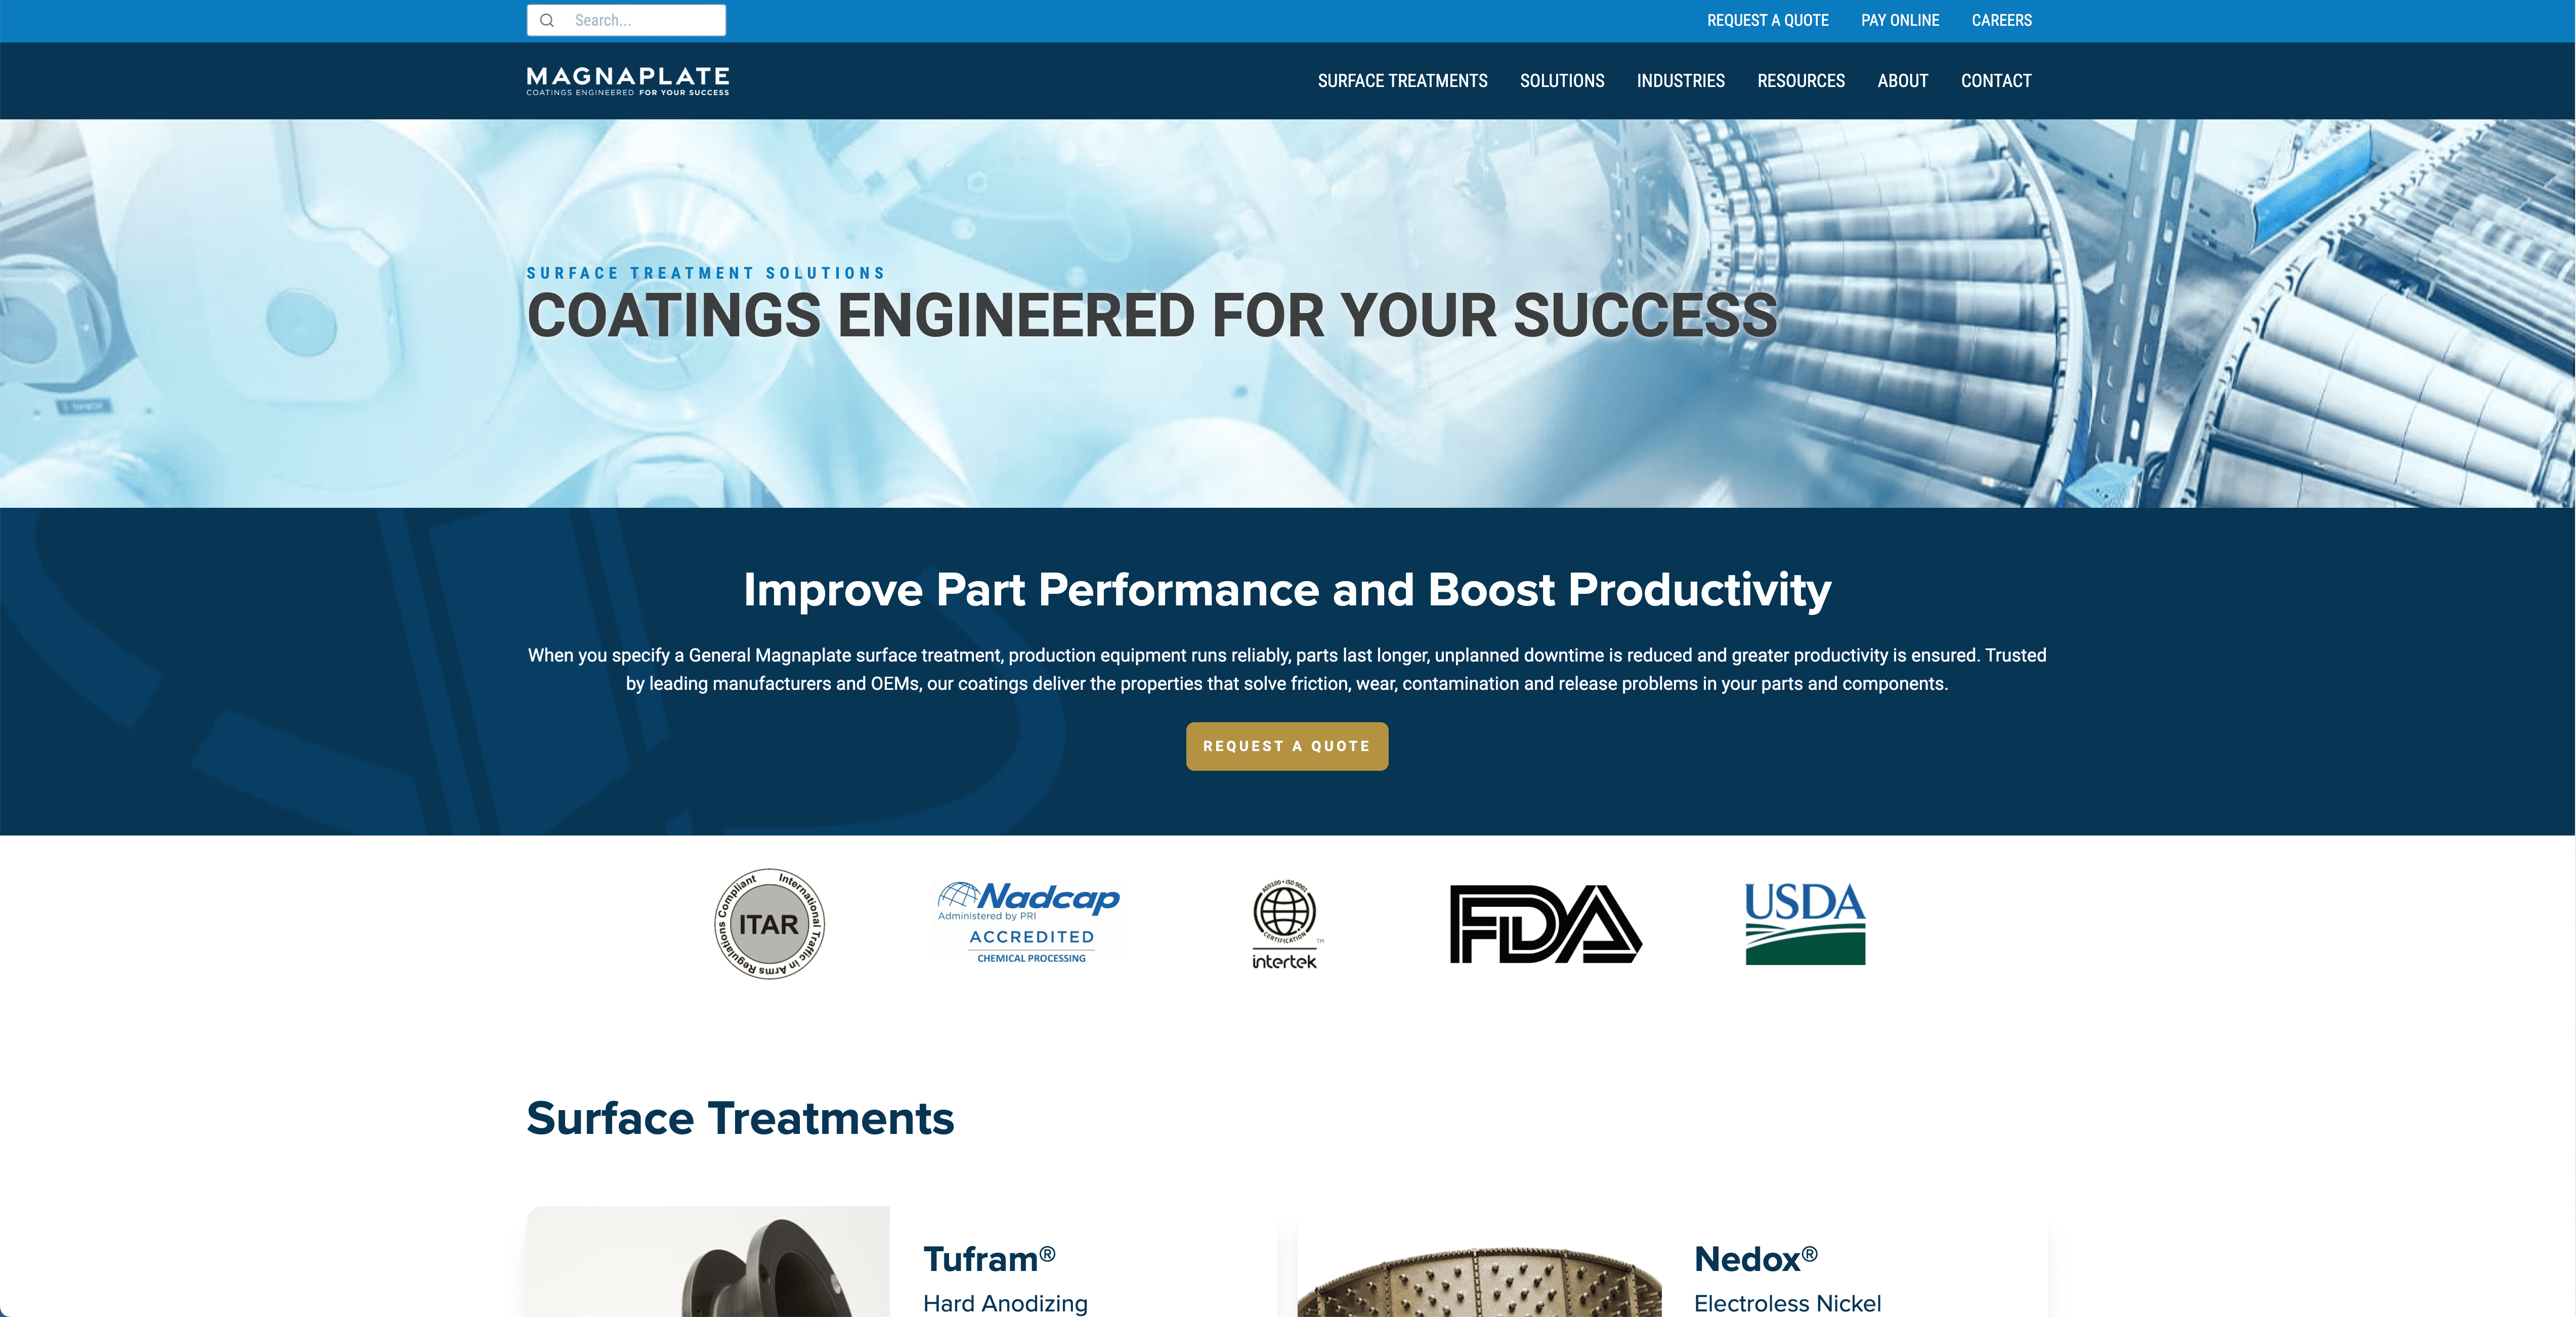 Search...
REQUEST A QUOTE
PAY ONLINE
CAREERS
MAGNAPLATE
COATINGS ENGINEERED FOR YOUR SUCCESS
SURFACE TREATMENTS
SOLUTIONS
INDUSTRIES
RESOURCES
ABOUT
CONTACT
SURFACE TREATMENT SOLUTIONS
COATINGS ENGINEERED FOR YOUR SUCCESS
Improve Part Performance and Boost Productivity
When you specify a General Magnaplate surface treatment, production equipment runs reliably, parts last longer, unplanned downtime is reduced and greater productivity is ensured. Trusted
by leading manufacturers and OEMs, our coatings deliver the properties that solve friction, wear, contamination and release problems in your parts and components.
REQUEST A QUOTE
International Traffic in Arms Regulations Compliant
ITAR
Nadcap
Administered by PRI
ACCREDITED
CHEMICAL PROCESSING
AS9100 • ISO 9001
CERTIFICATION
TM
intertek
FDA
USDA
Surface Treatments
Tufram®
Hard Anodizing
Nedox®
Electroless Nickel